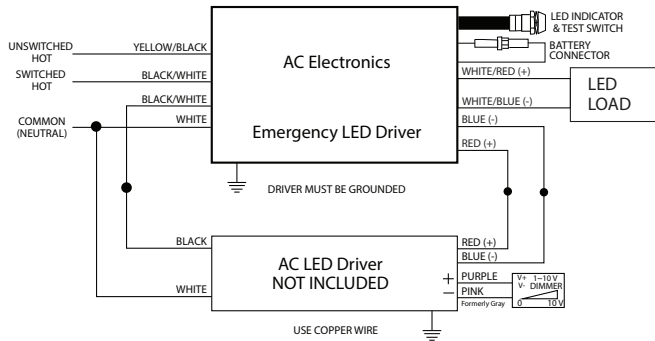 LED INDICATOR
& TEST SWITCH
UNSWITCHED
HOT
YELLOW/BLACK
BATTERY
CONNECTOR
AC Electronics
SWITCHED
HOT
BLACK/WHITE
WHITE/RED (+)
LED
LOAD
BLACK/WHITE
WHITE/BLUE (-)
COMMON
(NEUTRAL)
WHITE
Emergency LED Driver
BLUE (-)
RED (+)
DRIVER MUST BE GROUNDED
BLACK
RED (+)
BLUE (-)
AC LED Driver
NOT INCLUDED
WHITE
+ PURPLE
− PINK
Formerly Gray
V+ 1~10 V
V- DIMMER
0 10 V
USE COPPER WIRE